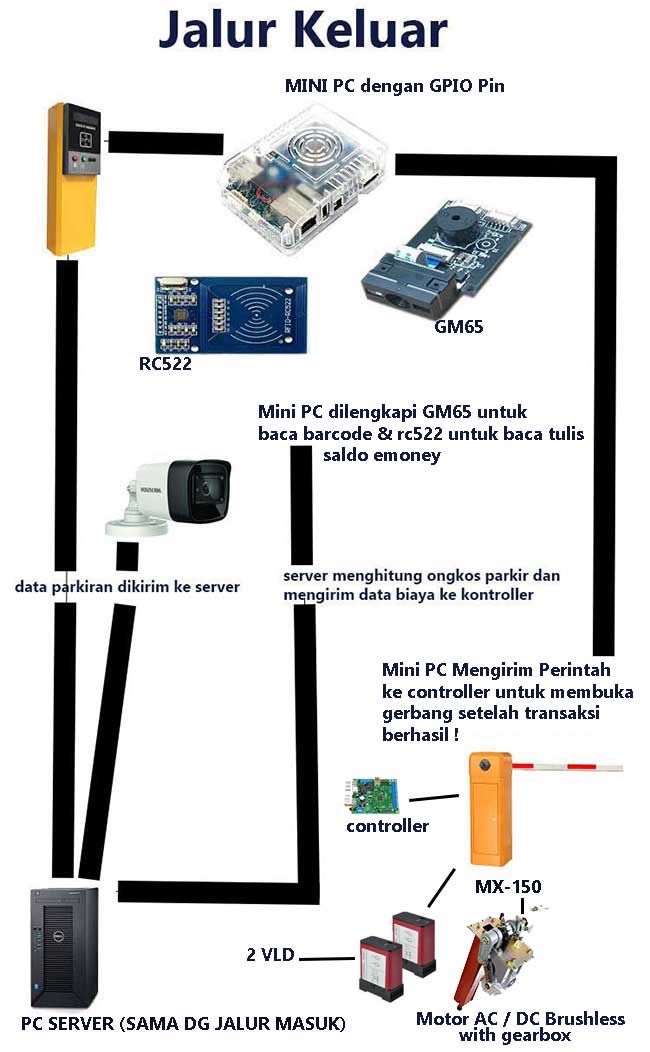 Jalur Keluar
MINI PC dengan GPIO Pin
RFID-RC522
GM65
RC522
Mini PC dilengkapi GM65 untuk
baca barcode & rc522 untuk baca tulis
saldo emoney
data parkiran dikirim ke server
server menghitung ongkos parkir dan
mengirim data biaya ke kontroller
Mini PC Mengirim Perintah
ke controller untuk membuka
gerbang setelah transaksi
berhasil !
controller
MX-150
2 VLD
PC SERVER (SAMA DG JALUR MASUK)
Motor AC / DC Brushless
with gearbox